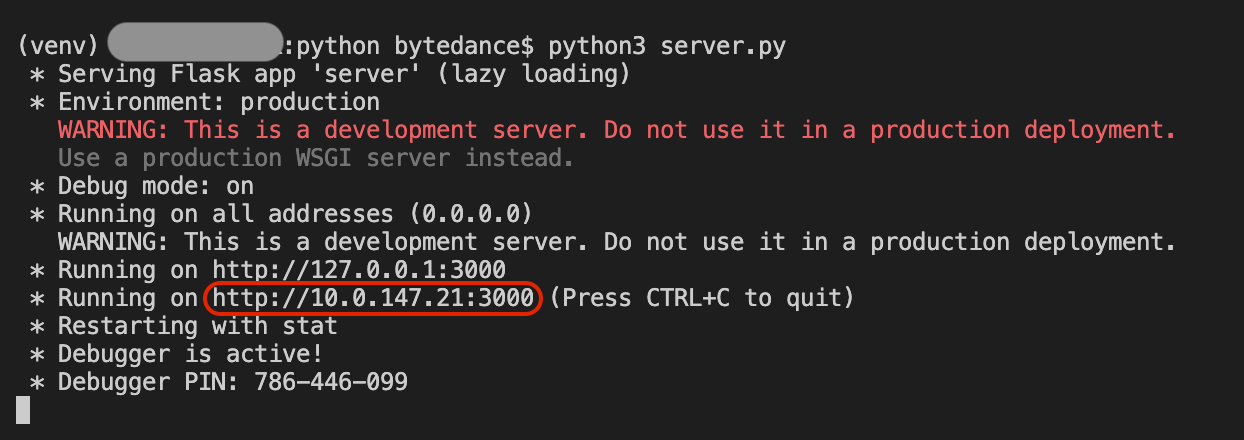 (venv) :python bytedance$ python3 server.py
* Serving Flask app 'server' (lazy loading)
* Environment: production
WARNING: This is a development server. Do not use it in a production deployment.
Use a production WSGI server instead.
* Debug mode: on
* Running on all addresses (0.0.0.0)
WARNING: This is a development server. Do not use it in a production deployment.
* Running on http://127.0.0.1:3000
* Running on http://10.0.147.21:3000 (Press CTRL+C to quit)
* Restarting with stat
* Debugger is active!
* Debugger PIN: 786-446-099